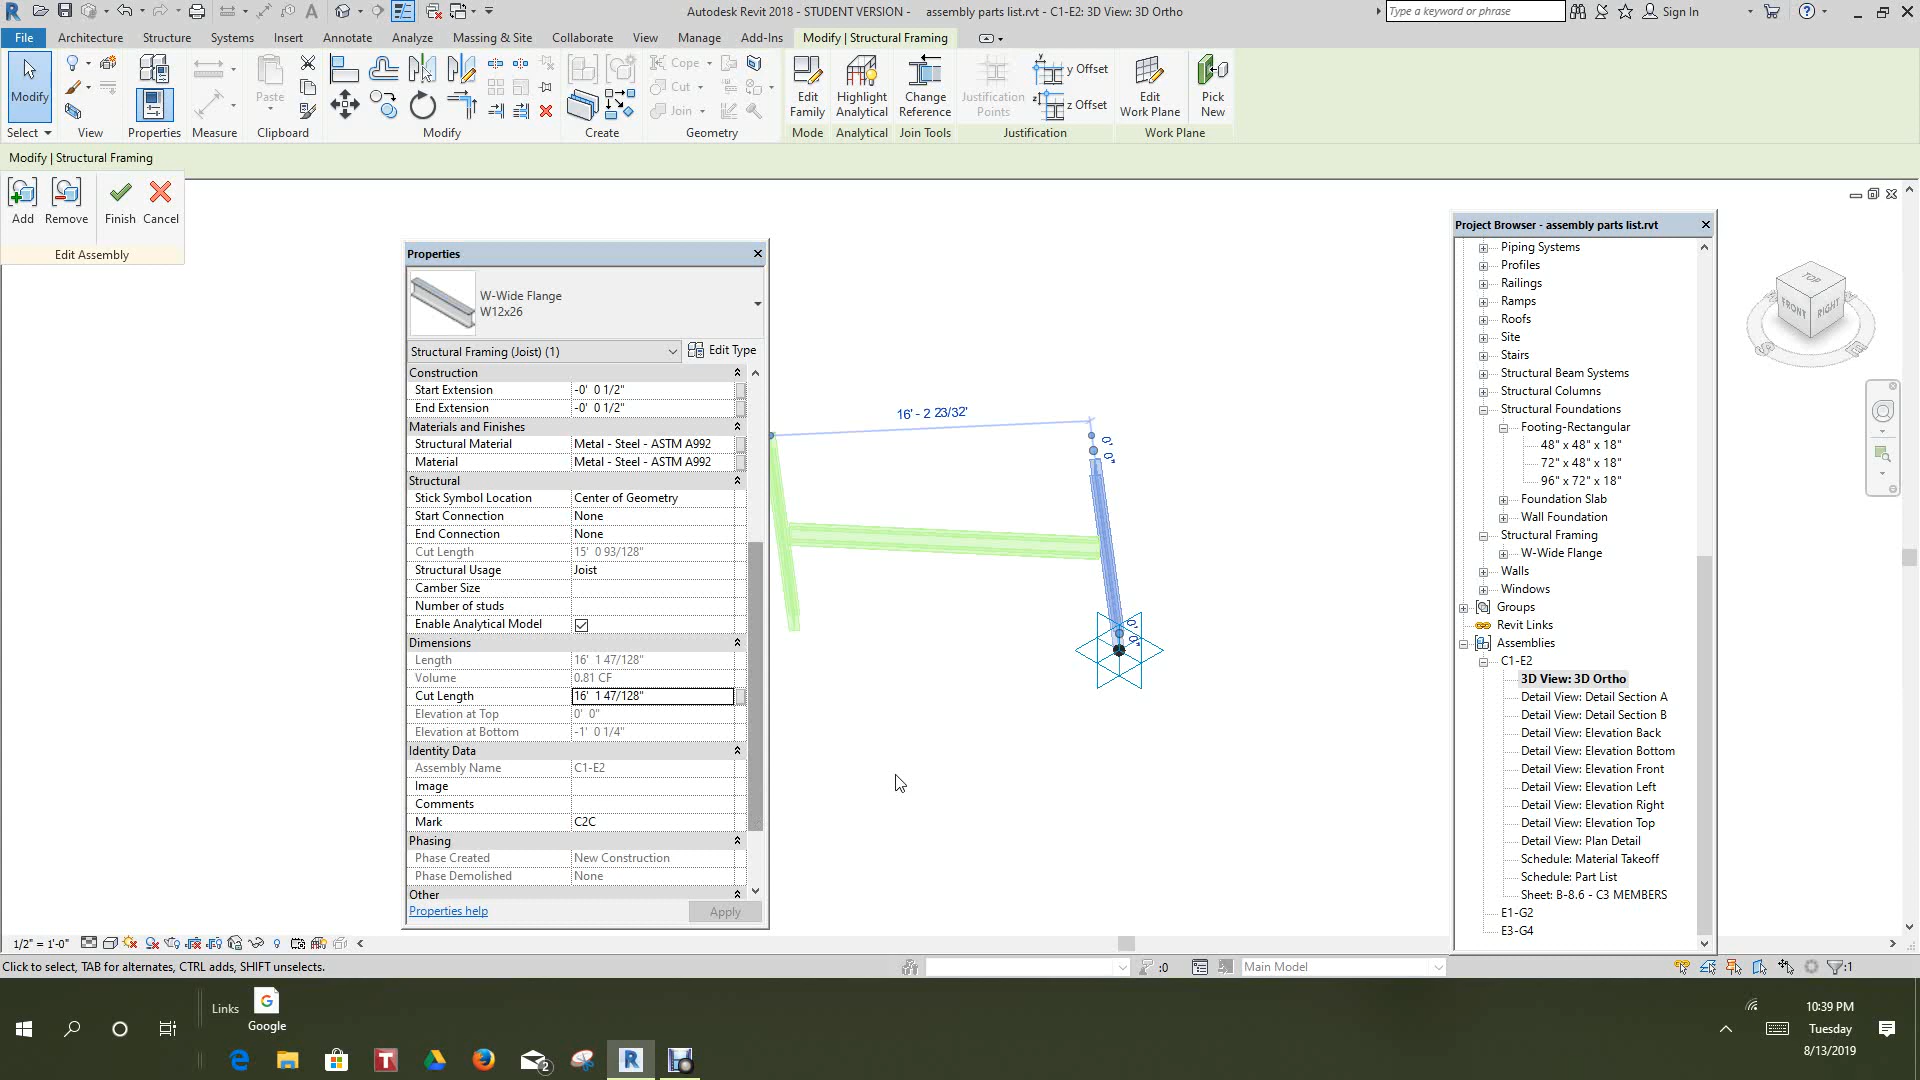 Autodesk Revit 2018 - STUDENT VERSION - assembly parts list.rvt - C1-E2: 3D View: 3D Ortho
Type a keyword or phrase
Sign In
File Architecture Structure Systems Insert Annotate Analyze Massing & Site Collaborate View Manage Add-Ins Modify | Structural Framing
Modify
Paste
Cope
Cut
Join
Edit Family
Highlight Analytical
Change Reference
Justification Points
y Offset
z Offset
Edit Work Plane
Pick New
Select View Properties Measure Clipboard Modify Create Geometry Mode Analytical Join Tools Justification Work Plane
Modify | Structural Framing
Add Remove Finish Cancel
Edit Assembly
Properties
W-Wide Flange
W12x26
Structural Framing (Joist) (1) Edit Type
Construction
Start Extension -0' 0 1/2"
End Extension -0' 0 1/2"
Materials and Finishes
Structural Material Metal - Steel - ASTM A992
Material Metal - Steel - ASTM A992
Structural
Stick Symbol Location Center of Geometry
Start Connection None
End Connection None
Cut Length 15' 0 93/128"
Structural Usage Joist
Camber Size
Number of studs
Enable Analytical Model
Dimensions
Length 16' 1 47/128"
Volume 0.81 CF
Cut Length 16' 1 47/128"
Elevation at Top 0' 0"
Elevation at Bottom -1' 0 1/4"
Identity Data
Assembly Name C1-E2
Image
Comments
Mark C2C
Phasing
Phase Created New Construction
Phase Demolished None
Other
Properties help Apply
16' - 2 23/32"
0' 0"
0' 0"
Project Browser - assembly parts list.rvt
Piping Systems
Profiles
Railings
Ramps
Roofs
Site
Stairs
Structural Beam Systems
Structural Columns
Structural Foundations
Footing-Rectangular
48" x 48" x 18"
72" x 48" x 18"
96" x 72" x 18"
Foundation Slab
Wall Foundation
Structural Framing
W-Wide Flange
Walls
Windows
Groups
Revit Links
Assemblies
C1-E2
3D View: 3D Ortho
Detail View: Detail Section A
Detail View: Detail Section B
Detail View: Elevation Back
Detail View: Elevation Bottom
Detail View: Elevation Front
Detail View: Elevation Left
Detail View: Elevation Right
Detail View: Elevation Top
Detail View: Plan Detail
Schedule: Material Takeoff
Schedule: Part List
Sheet: B-8.6 - C3 MEMBERS
E1-G2
E3-G4
TOP
FRONT
RIGHT
1/2" = 1'-0"
Click to select, TAB for alternates, CTRL adds, SHIFT unselects.
:0
Main Model
:1
Links
Google
2
10:39 PM
Tuesday
8/13/2019